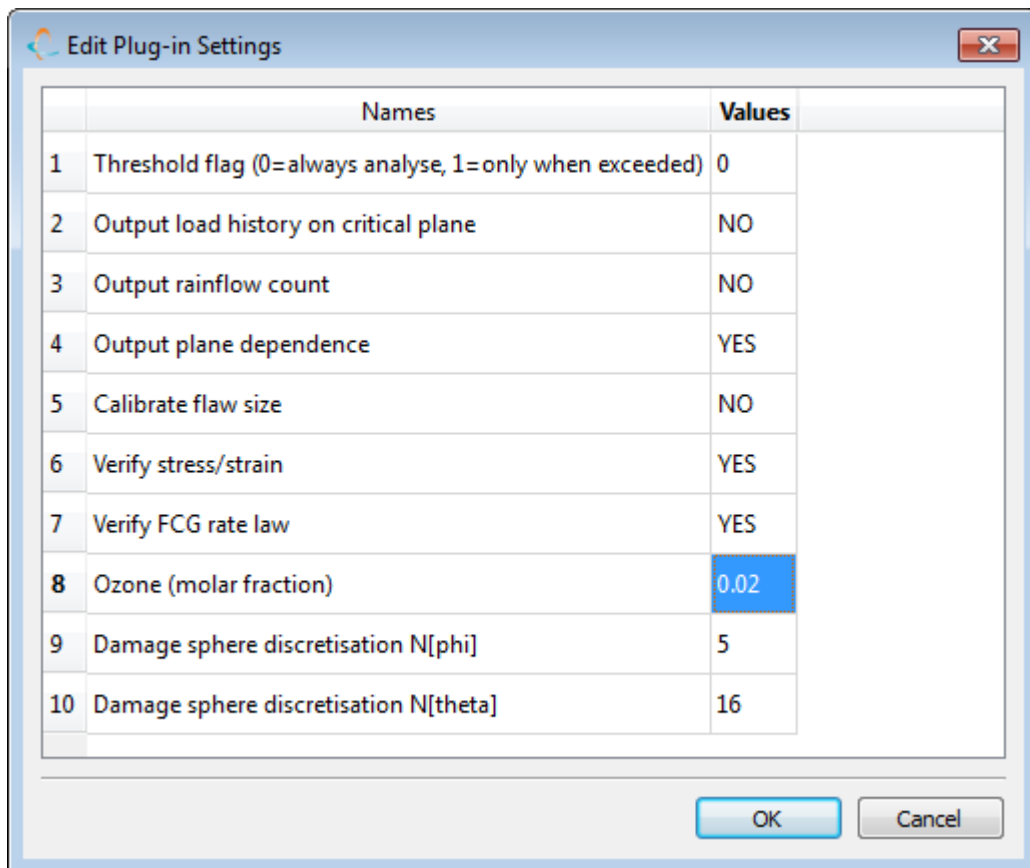 Edit Plug-in Settings
Names Values
1 Threshold flag (0=always analyse, 1=only when exceeded) 0
2 Output load history on critical plane NO
3 Output rainflow count NO
4 Output plane dependence YES
5 Calibrate flaw size NO
6 Verify stress/strain YES
7 Verify FCG rate law YES
8 Ozone (molar fraction) 0.02
9 Damage sphere discretisation N[phi] 5
10 Damage sphere discretisation N[theta] 16
OK Cancel